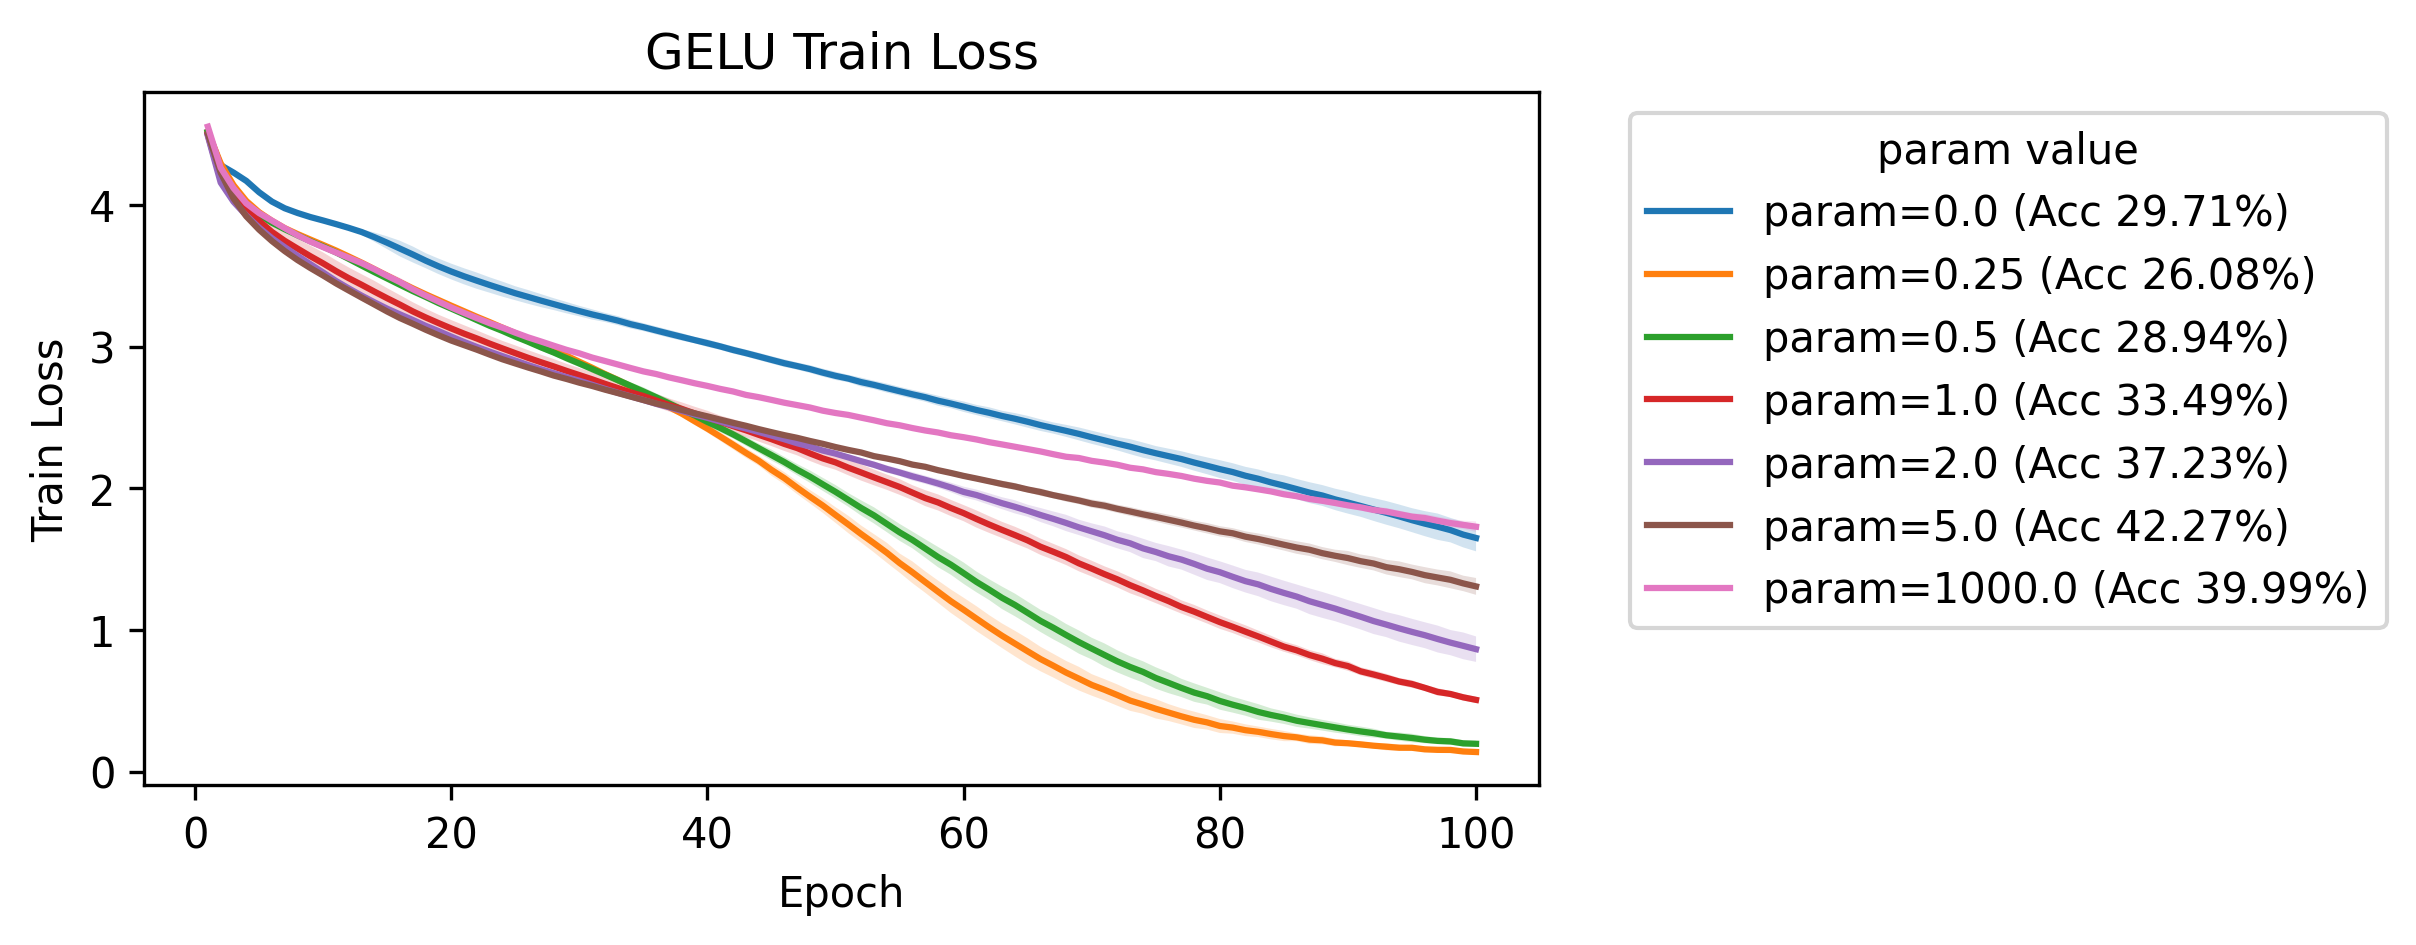 GELU Train Loss
Train Loss
4
3
2
1
0
0 20 40 60 80 100
Epoch
param value
param=0.0 (Acc 29.71%)
param=0.25 (Acc 26.08%)
param=0.5 (Acc 28.94%)
param=1.0 (Acc 33.49%)
param=2.0 (Acc 37.23%)
param=5.0 (Acc 42.27%)
param=1000.0 (Acc 39.99%)